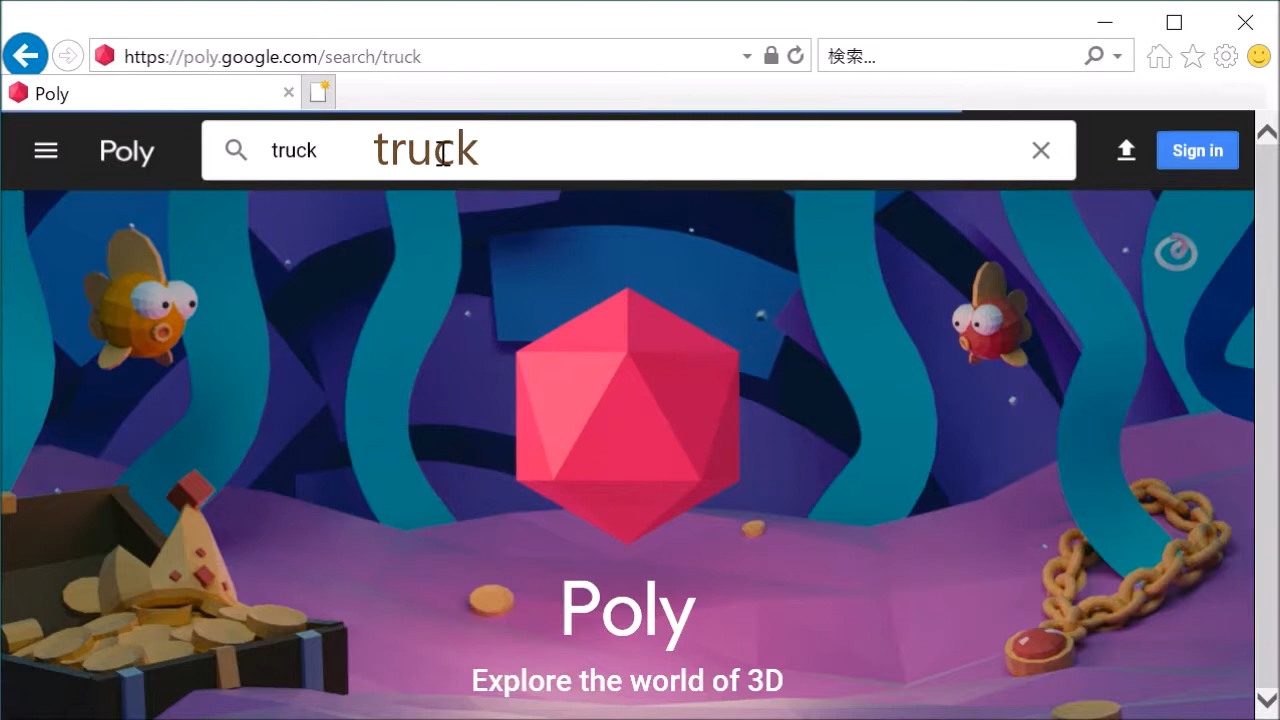 https://poly.google.com/search/truck
検索...
Poly
Poly
truck
truck
Sign in
Poly
Explore the world of 3D